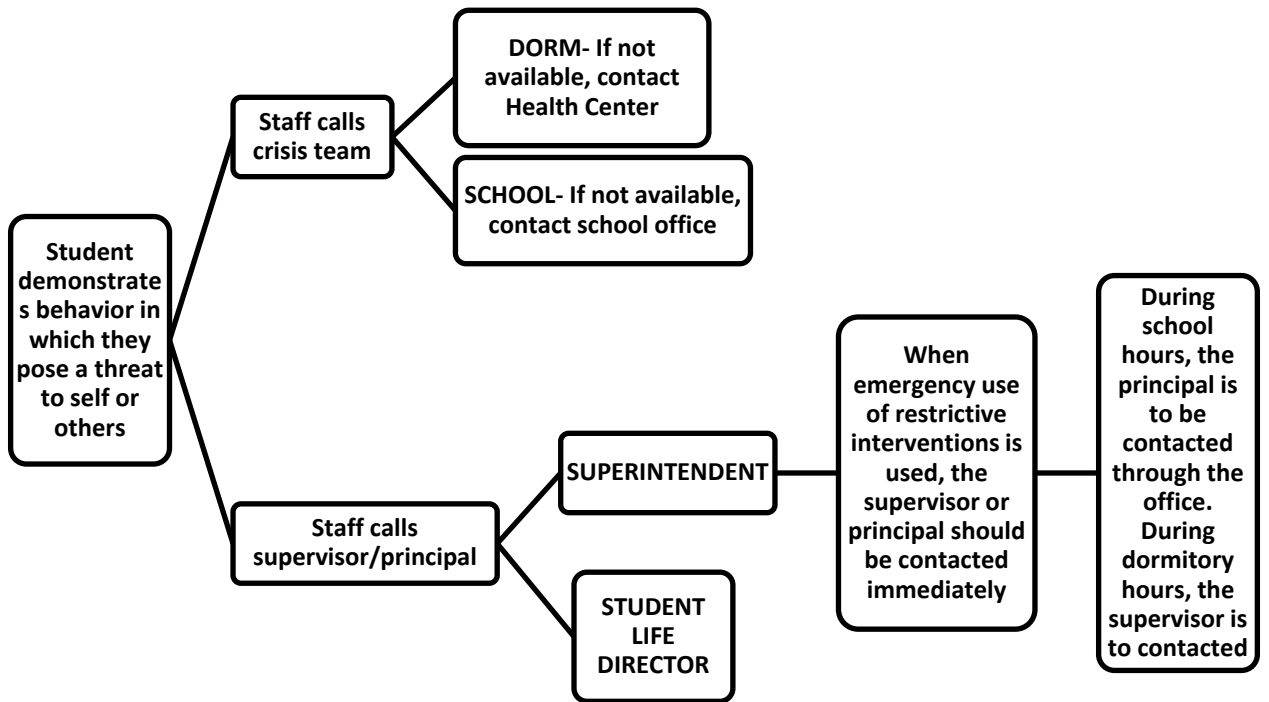 Student
demonstrate
s behavior in
which they
pose a threat
to self or
others
Staff calls
crisis team
DORM- If not
available, contact
Health Center
SCHOOL- If not available,
contact school office
Staff calls
supervisor/principal
SUPERINTENDENT
When
emergency use
of restrictive
interventions is
used, the
supervisor or
principal should
be contacted
immediately
During
school
hours, the
principal is
to be
contacted
through the
office.
During
dormitory
hours, the
supervisor is
to contacted
STUDENT
LIFE
DIRECTOR